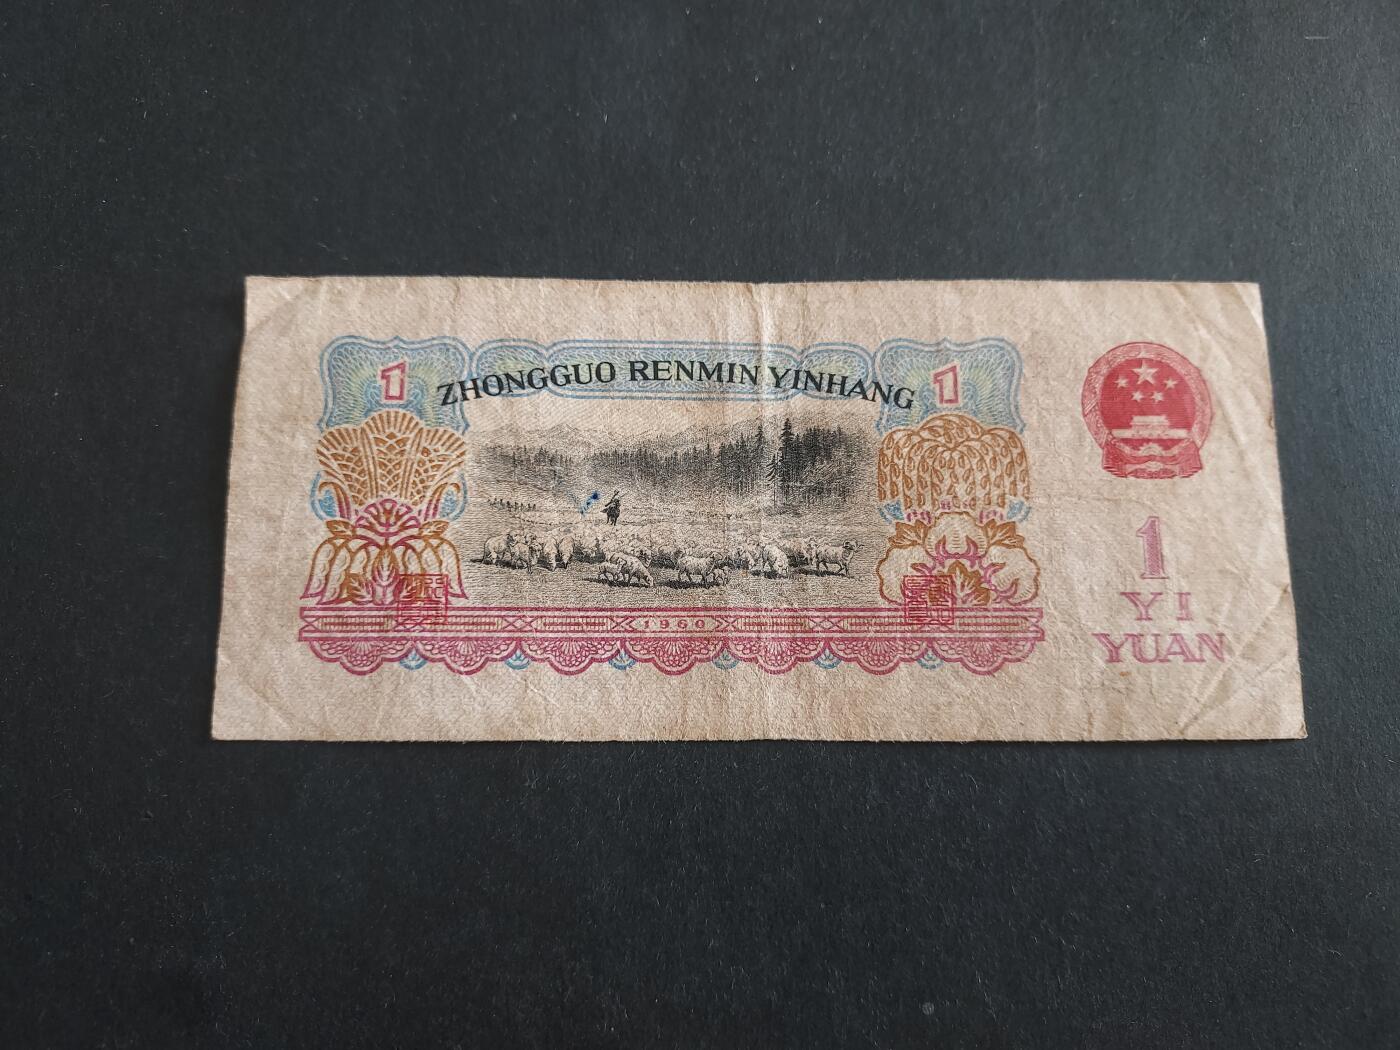 1
ZHONGGUO RENMIN YINHANG
1
1960
1
YI
YUAN